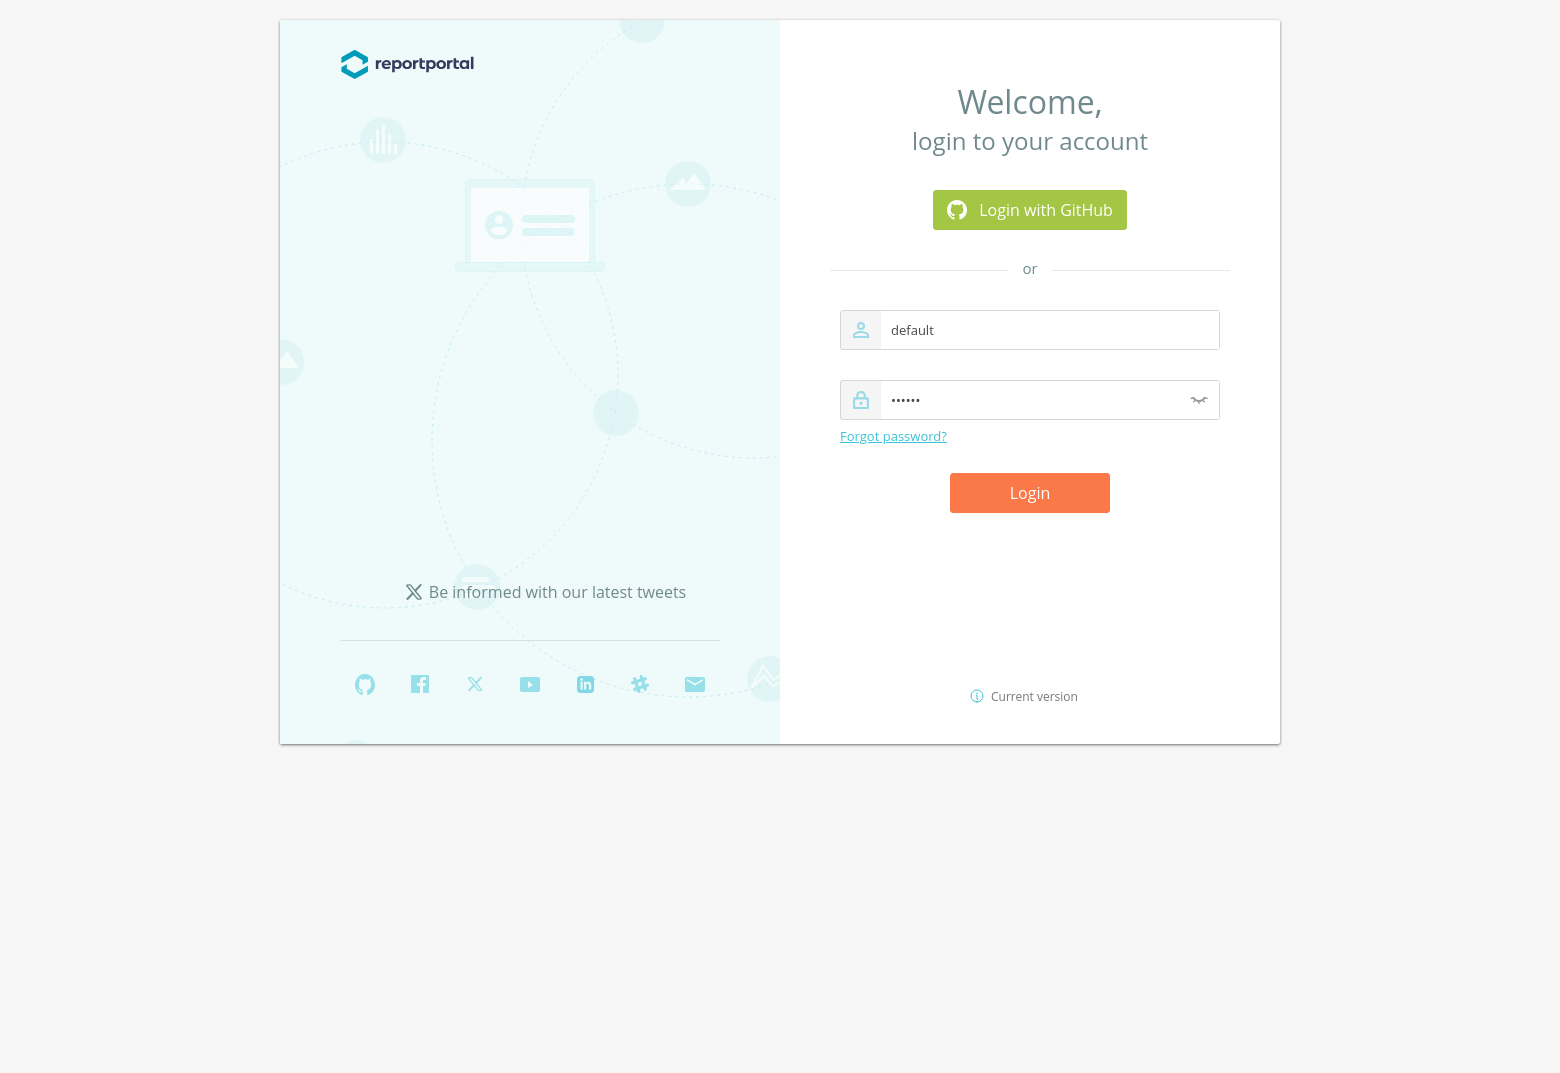 reportportal
Welcome,
login to your account
Login with GitHub
or
default
••••••
Forgot password?
Login
Be informed with our latest tweets
Current version